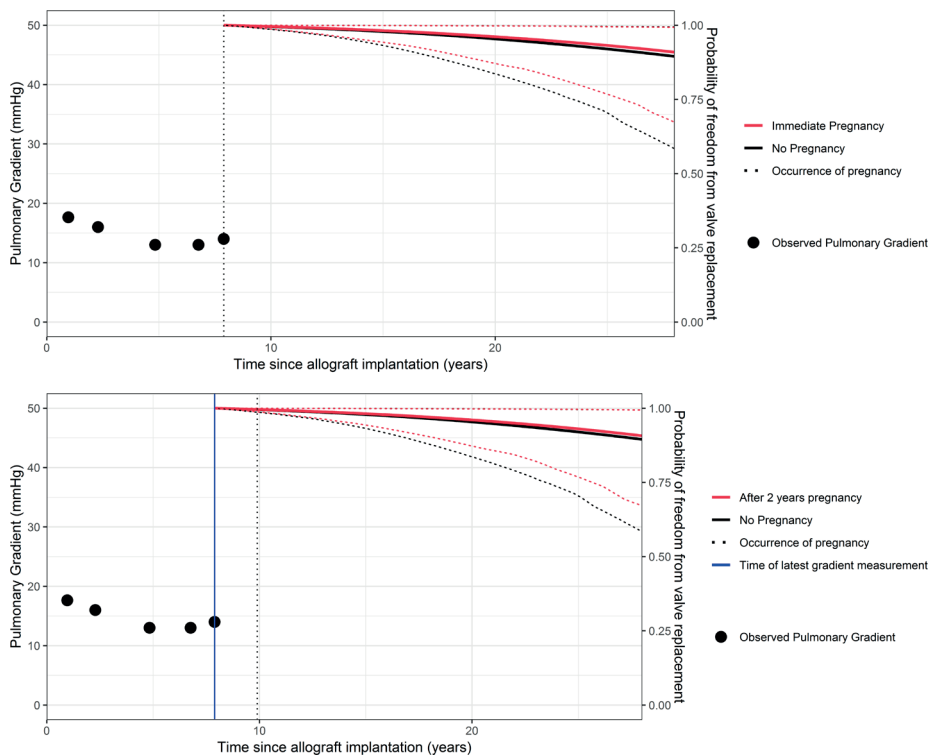 50
40
30
20
10
0
Pulmonary Gradient (mmHg)
0
10
20
Time since allograft implantation (years)
1.00
0.75
0.50
0.25
0.00
Probability of freedom from valve replacement
Immediate Pregnancy
No Pregnancy
Occurrence of pregnancy
Observed Pulmonary Gradient
50
40
30
20
10
0
Pulmonary Gradient (mmHg)
0
10
20
Time since allograft implantation (years)
1.00
0.75
0.50
0.25
0.00
Probability of freedom from valve replacement
After 2 years pregnancy
No Pregnancy
Occurrence of pregnancy
Time of latest gradient measurement
Observed Pulmonary Gradient